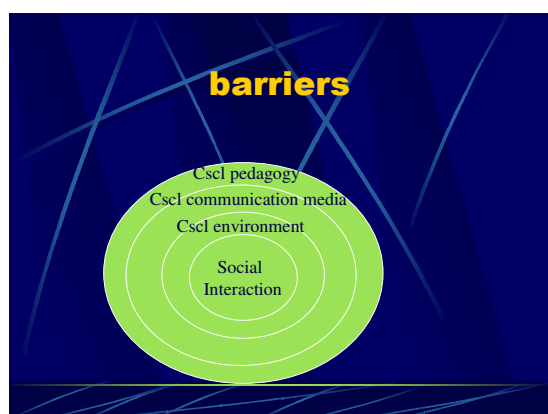 barriers
Cscl pedagogy
Cscl communication media
Cscl environment
Social
Interaction